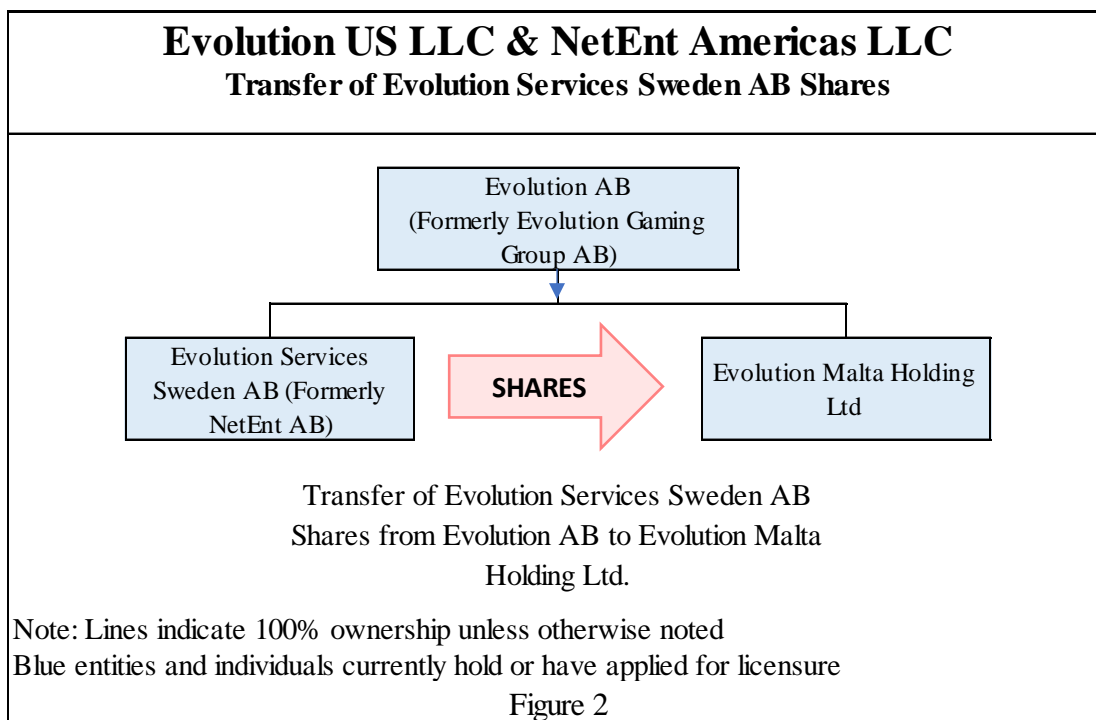 Evolution US LLC & NetEnt Americas LLC
Transfer of Evolution Services Sweden AB Shares
Evolution AB
(Formerly Evolution Gaming
Group AB)
Evolution Services
Sweden AB (Formerly
NetEnt AB)
SHARES
Evolution Malta Holding
Ltd
Transfer of Evolution Services Sweden AB
Shares from Evolution AB to Evolution Malta
Holding Ltd.
Note: Lines indicate 100% ownership unless otherwise noted
Blue entities and individuals currently hold or have applied for licensure
Figure 2